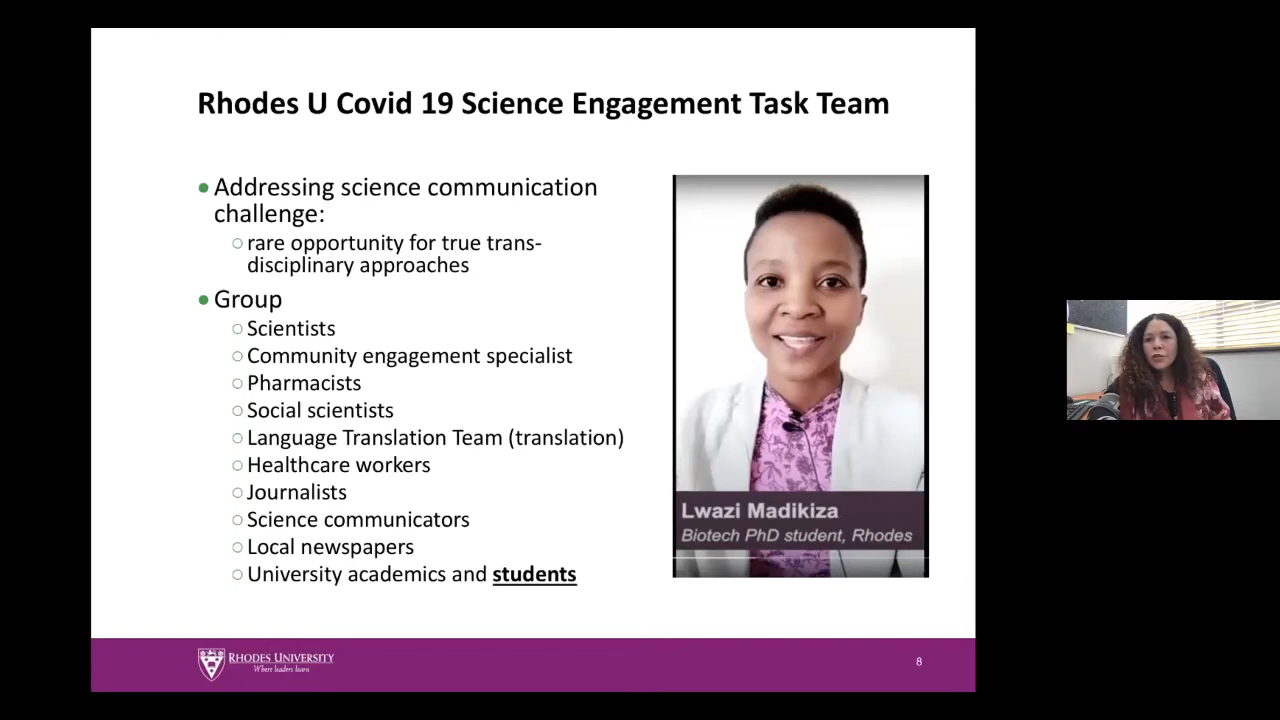 Rhodes U Covid 19 Science Engagement Task Team
Addressing science communication
challenge:
rare opportunity for true trans-
disciplinary approaches
Group
Scientists
Community engagement specialist
Pharmacists
Social scientists
Language Translation Team (translation)
Healthcare workers
Journalists
Science communicators
Local newspapers
University academics and students
Lwazi Madikiza
Biotech PhD student, Rhodes
RHODES UNIVERSITY
Where leaders learn
8